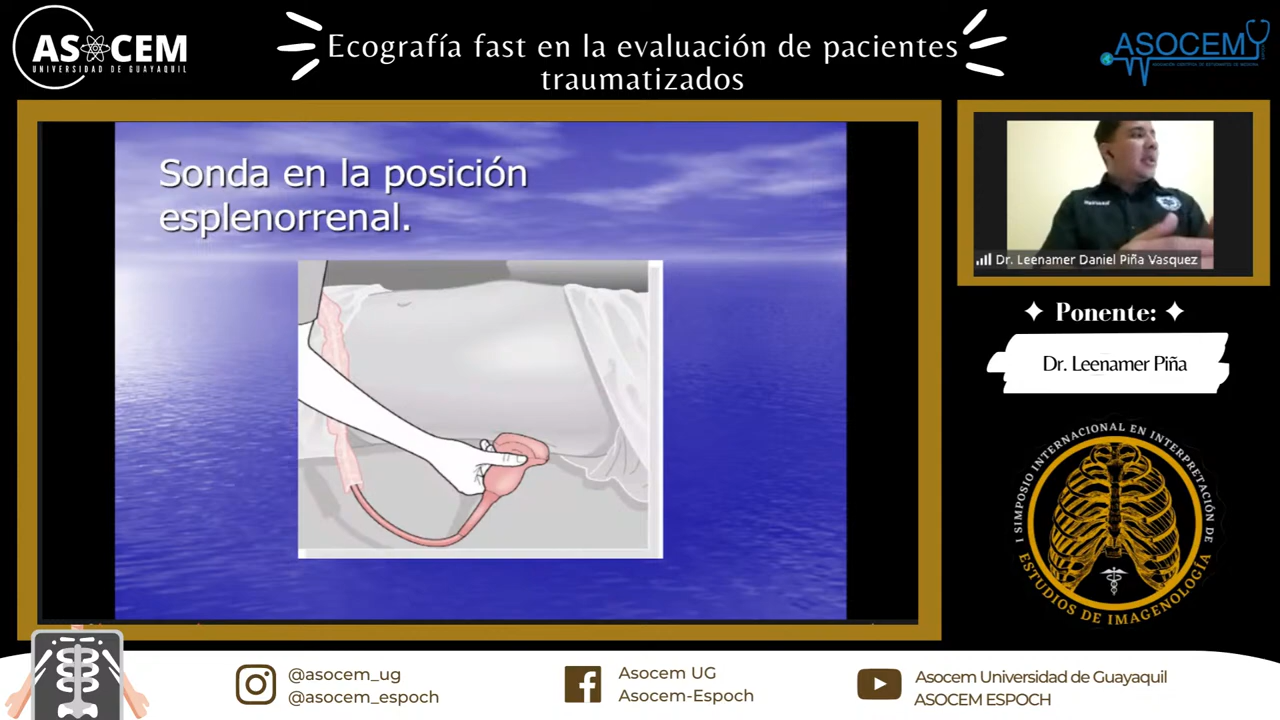 ASOCEM
UNIVERSIDAD DE GUAYAQUIL
Ecografía fast en la evaluación de pacientes
traumatizados
ASOCEM
Sonda en la posición
esplenorrenal.
Dr. Leenamer Daniel Piña Vasquez
Ponente:
Dr. Leenamer Piña
I SIMPOSIO INTERNACIONAL EN INTERPRETACIÓN DE
ESTUDIOS DE IMAGENOLOGÍA
@asocem_ug
@asocem_espoch
Asocem UG
Asocem-Espoch
Asocem Universidad de Guayaquil
ASOCEM ESPOCH